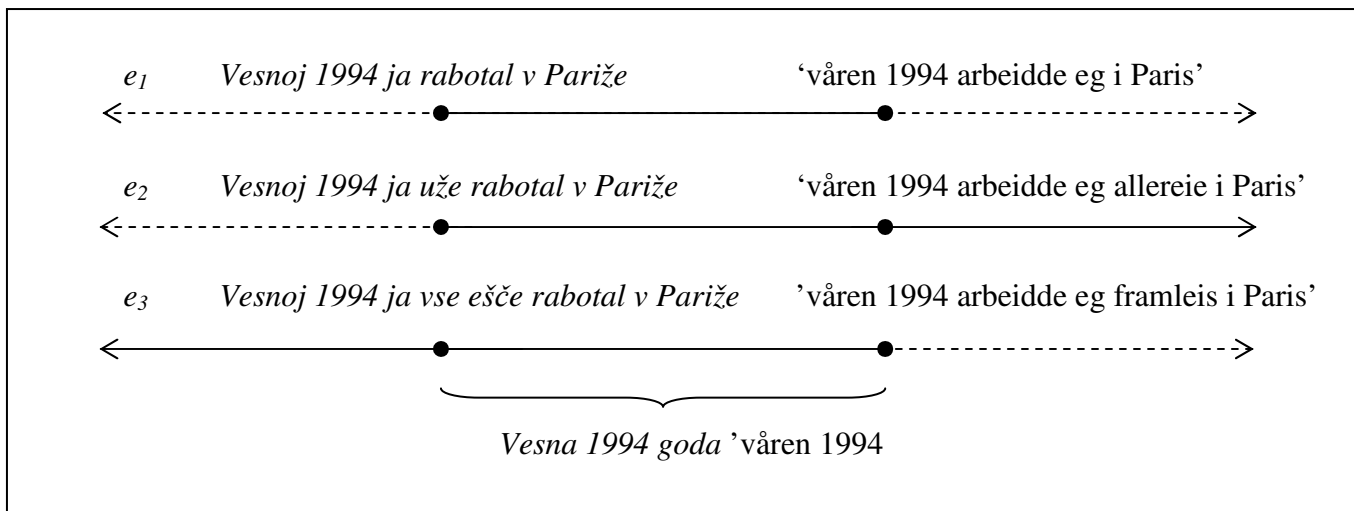 e1 Vesnoj 1994 ja rabotal v Pariže ‘våren 1994 arbeidde eg i Paris’
e2 Vesnoj 1994 ja uže rabotal v Pariže ‘våren 1994 arbeidde eg allereie i Paris’
e3 Vesnoj 1994 ja vse ešče rabotal v Pariže ’våren 1994 arbeidde eg framleis i Paris’
Vesna 1994 goda ’våren 1994